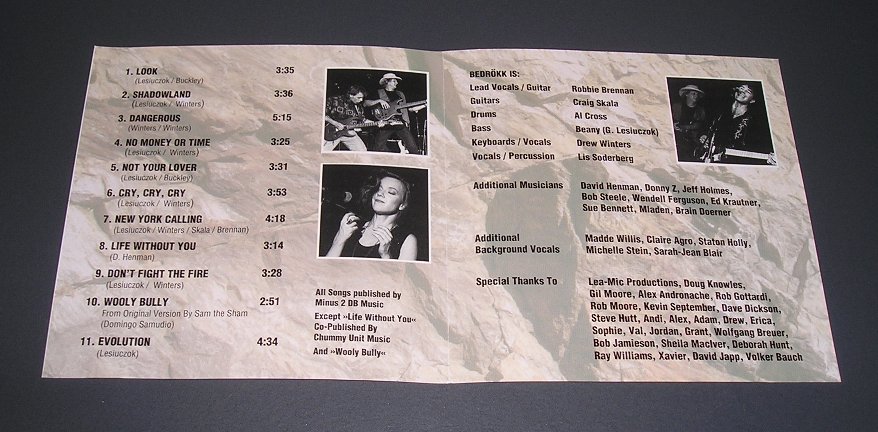 1. LOOK 3:35
(Lesiuczok / Buckley)
2. SHADOWLAND 3:36
(Lesiuczok / Winters)
3. DANGEROUS 5:15
(Winters / Winters)
4. NO MONEY OR TIME 3:25
(Lesiuczok / Winters)
5. NOT YOUR LOVER 3:31
(Lesiuczok / Buckley)
6. CRY, CRY, CRY 3:53
(Lesiuczok / Winters)
7. NEW YORK CALLING 4:18
(Lesiuczok / Winters / Skala / Brennan)
8. LIFE WITHOUT YOU 3:14
(D. Henman)
9. DON'T FIGHT THE FIRE 3:28
(Lesiuczok / Winters)
10. WOOLY BULLY 2:51
From Original Version By Sam the Sham
(Domingo Samudio)
11. EVOLUTION 4:34
(Lesiuczok)
All Songs published by
Minus 2 DB Music
Except »Life Without You«
Co-Published By
Chummy Unit Music
And »Wooly Bully«
BEDRÖKK IS:
Lead Vocals / Guitar Robbie Brennan
Guitars Craig Skala
Drums Al Cross
Bass Beany (G. Lesiuczok)
Keyboards / Vocals Drew Winters
Vocals / Percussion Lis Soderberg
Additional Musicians David Henman, Donny Z, Jeff Holmes,
Bob Steele, Wendell Ferguson, Ed Krautner,
Sue Bennett, Mladen, Brain Doerner
Additional Madde Willis, Claire Agro, Staton Holly,
Background Vocals Michelle Stein, Sarah-Jean Blair
Special Thanks To Lea-Mic Productions, Doug Knowles,
Gil Moore, Alex Andronache, Rob Gottardi,
Rob Moore, Kevin September, Dave Dickson,
Steve Hutt, Andi, Alex, Adam, Drew, Erica,
Sophie, Val, Jordan, Grant, Wolfgang Breuer,
Bob Jamieson, Sheila MacIver, Deborah Hunt,
Ray Williams, Xavier, David Japp, Volker Bauch